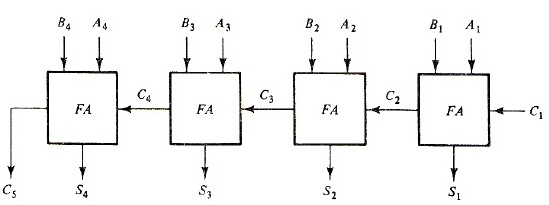 B4 A4 B3 A3 B2 A2 B1 A1
FA C4 FA C3 FA C2 FA C1
C5 S4 S3 S2 S1